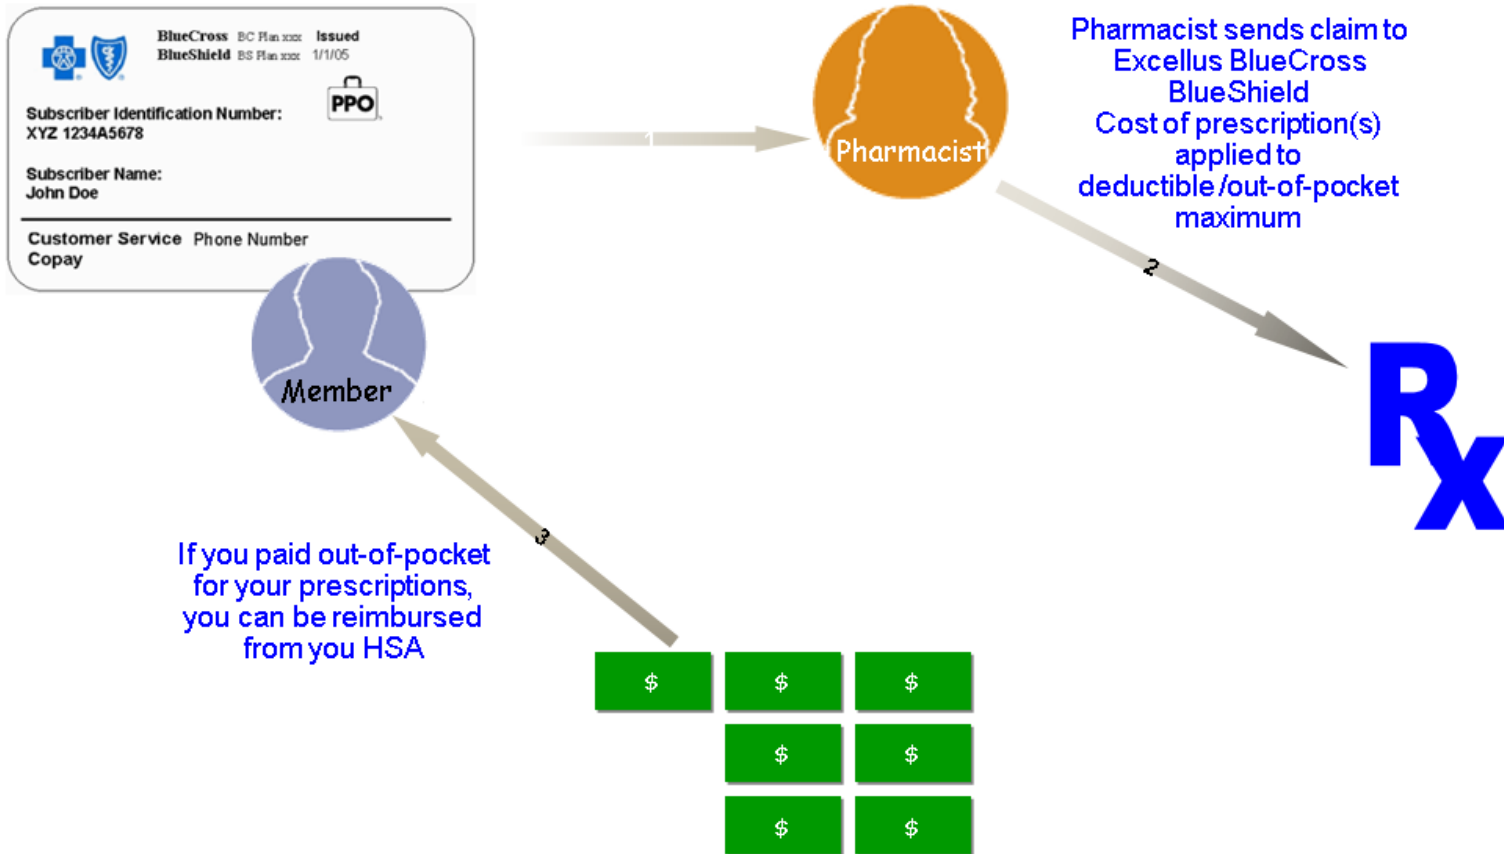 BlueCross BC Plan xxx Issued
BlueShield BS Plan xxx 1/1/05
PPO
Subscriber Identification Number:
XYZ 1234A5678
Subscriber Name:
John Doe
Customer Service Phone Number
Copay
Member
1
Pharmacist
Pharmacist sends claim to
Excellus BlueCross
BlueShield
Cost of prescription(s)
applied to
deductible/out-of-pocket
maximum
2
Rx
3
If you paid out-of-pocket
for your prescriptions,
you can be reimbursed
from you HSA
$ $ $
$ $
$ $